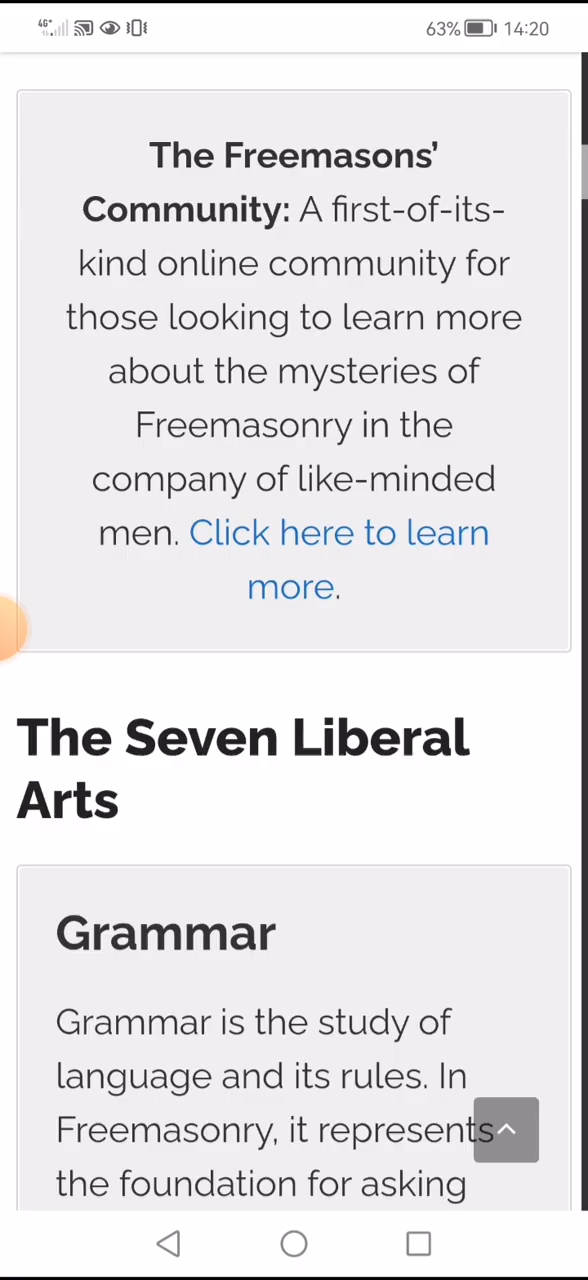 4G+
63% 14:20
The Freemasons’
Community: A first-of-its-
kind online community for
those looking to learn more
about the mysteries of
Freemasonry in the
company of like-minded
men. Click here to learn
more.
The Seven Liberal
Arts
Grammar
Grammar is the study of
language and its rules. In
Freemasonry, it represents
the foundation for asking